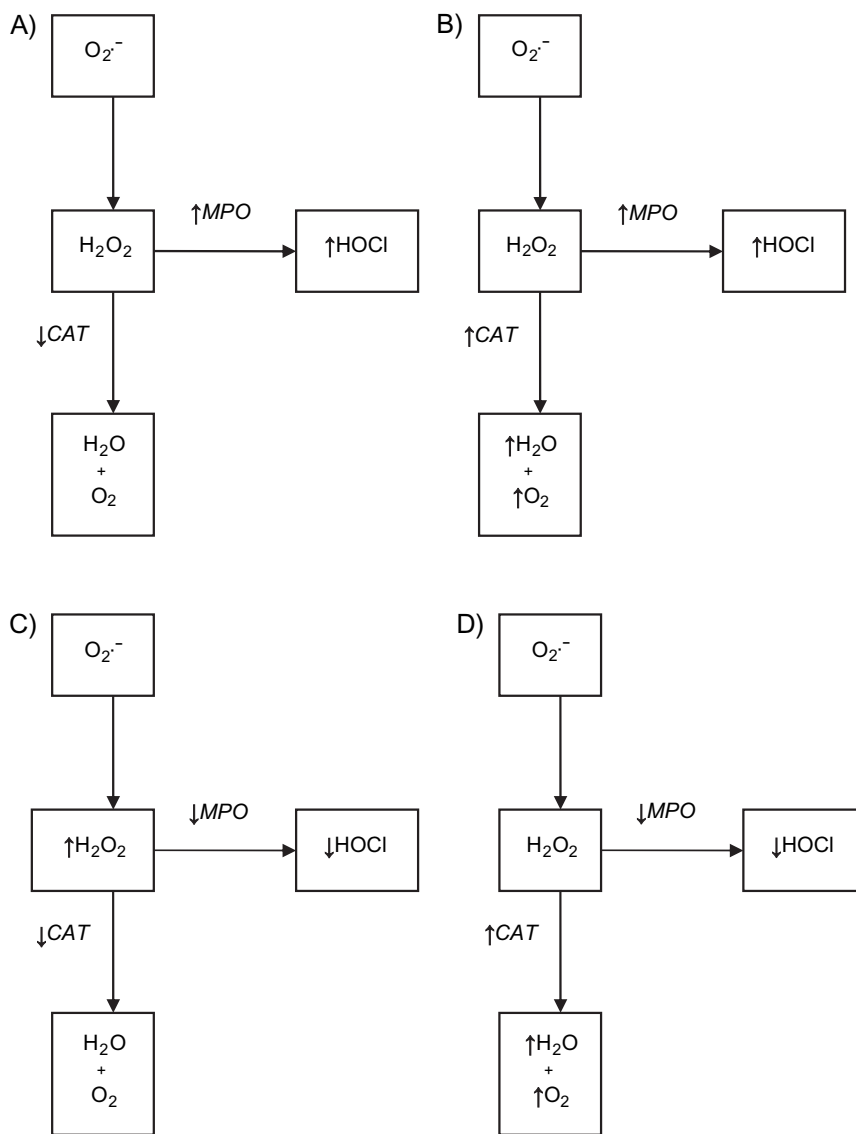 A)
O₂·⁻
↑MPO
H₂O₂
↑HOCl
↓CAT
H₂O
+
O₂
B)
O₂·⁻
↑MPO
H₂O₂
↑HOCl
↑CAT
↑H₂O
+
↑O₂
C)
O₂·⁻
↓MPO
↑H₂O₂
↓HOCl
↓CAT
H₂O
+
O₂
D)
O₂·⁻
↓MPO
H₂O₂
↓HOCl
↑CAT
↑H₂O
+
↑O₂